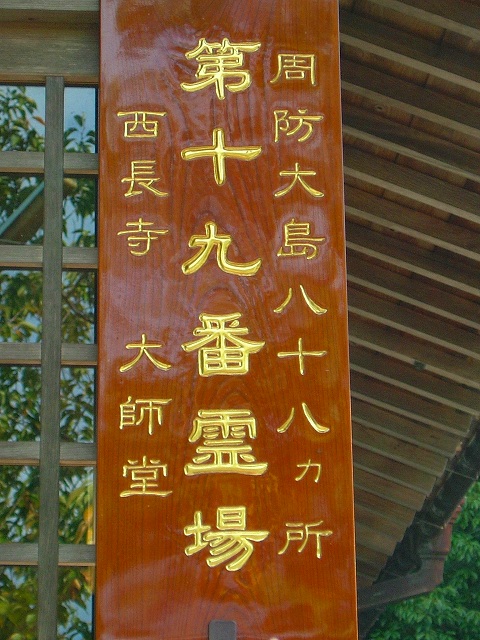 周防大島八十八カ所
第十九番霊場
西長寺 大師堂